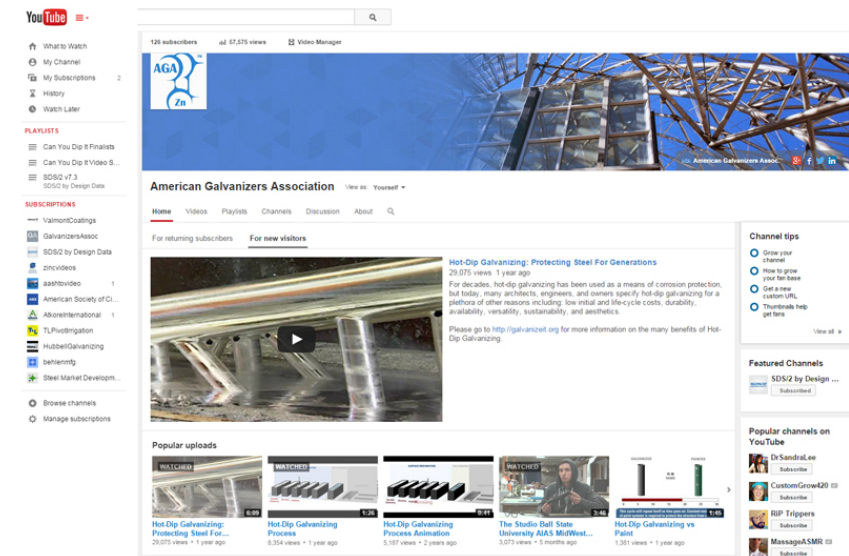 You Tube
126 subscribers
57,575 views
Video Manager
What to Watch
My Channel
My Subscriptions 2
History
Watch Later
PLAYLISTS
Can You Dip It Finalists
Can You Dip It Video S...
SDS/2 v7.3
SDS/2 by Design Data
SUBSCRIPTIONS
ValmontCoatings
GalvanizersAssoc
SDS/2 by Design Data
zincvideos
aashtovideo 1
American Society of Ci...
AtkoreInternational 1
TLPivotIrrigation
HubbellGalvanizing
behlenmfg
Steel Market Developm...
Browse channels
Manage subscriptions
AGA
Zn
American Galvanizers Assoc.
American Galvanizers Association
View as: Yourself
Home Videos Playlists Channels Discussion About
For returning subscribers
For new visitors
Hot-Dip Galvanizing: Protecting Steel For Generations
29,075 views 1 year ago
For decades, hot-dip galvanizing has been used as a means of corrosion protection,
but today, many architects, engineers, and owners specify hot-dip galvanizing for a
plethora of other reasons including: low initial and life-cycle costs, durability,
availability, versatility, sustainability, and aesthetics.
Please go to http://galvanizeit.org for more information on the many benefits of Hot-
Dip Galvanizing.
Popular uploads
WATCHED
6:09
Hot-Dip Galvanizing:
Protecting Steel For...
29,075 views • 1 year ago
WATCHED
1:26
Hot-Dip Galvanizing
Process
8,354 views • 1 year ago
0:41
Hot-Dip Galvanizing
Process Animation
5,187 views • 2 years ago
WATCHED
3:46
The Studio Ball State
University AIAS MidWest...
3,073 views • 5 months ago
1:45
Hot-Dip Galvanizing vs
Paint
1,381 views • 1 year ago
Channel tips
Grow your
channel
How to grow
your fan base
Get a new
custom URL
Thumbnails help
get fans
View all »
Featured Channels
SDS/2 by Design ...
Subscribed
Popular channels on
YouTube
DrSandraLee
Subscribe
CustomGrow420
Subscribe
RiP Trippers
Subscribe
MassageASMR
Subscribe